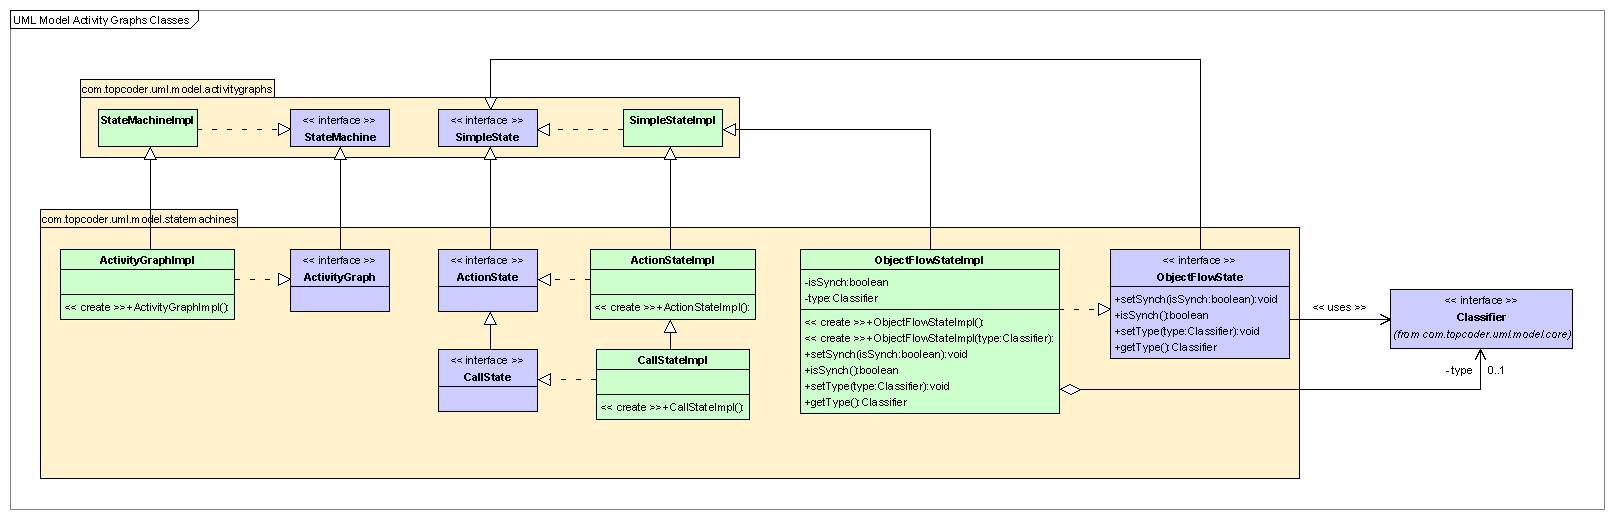 UML Model Activity Graphs Classes
com.topcoder.uml.model.activitygraphs
StateMachineImpl
<< interface >>
StateMachine
<< interface >>
SimpleState
SimpleStateImpl
com.topcoder.uml.model.statemachines
ActivityGraphImpl
<< create >>+ActivityGraphImpl():
<< interface >>
ActivityGraph
<< interface >>
ActionState
ActionStateImpl
<< create >>+ActionStateImpl():
<< interface >>
CallState
CallStateImpl
<< create >>+CallStateImpl():
ObjectFlowStateImpl
-isSynch:boolean
-type:Classifier
<< create >>+ObjectFlowStateImpl():
<< create >>+ObjectFlowStateImpl(type:Classifier):
+setSynch(isSynch:boolean):void
+isSynch():boolean
+setType(type:Classifier):void
+getType():Classifier
<< interface >>
ObjectFlowState
+setSynch(isSynch:boolean):void
+isSynch():boolean
+setType(type:Classifier):void
+getType():Classifier
<< uses >>
<< interface >>
Classifier
(from com.topcoder.uml.model.core)
-type 0..1